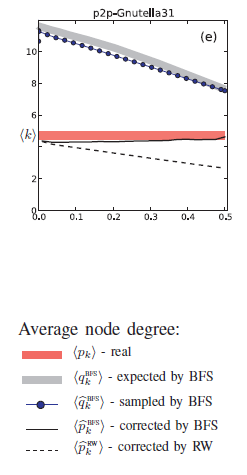 p2p-Gnutella31
(e)
10
8
6
⟨k⟩
2
0
0.0 0.1 0.2 0.3 0.4 0.5
Average node degree:
⟨p_k⟩ - real
⟨q_k^BFS⟩ - expected by BFS
⟨q̂_k^BFS⟩ - sampled by BFS
⟨p̂_k^BFS⟩ - corrected by BFS
⟨p̂_k^RW⟩ - corrected by RW